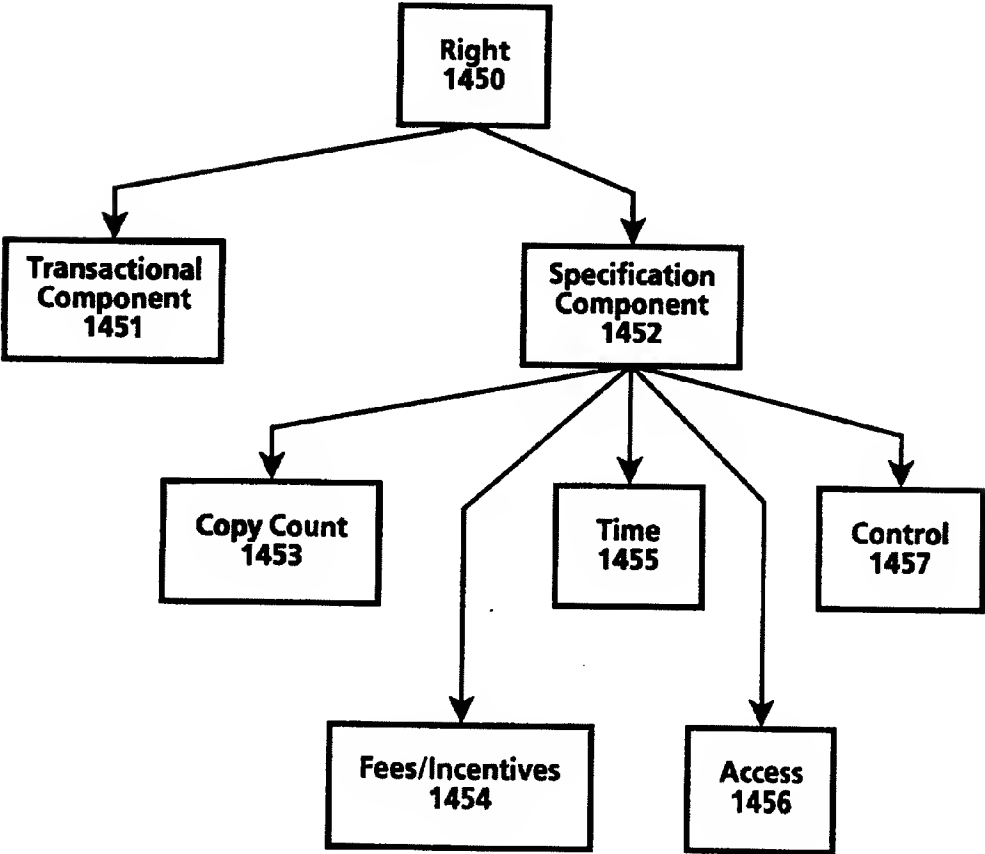 Right
1450
Transactional
Component
1451
Specification
Component
1452
Copy Count
1453
Time
1455
Control
1457
Fees/Incentives
1454
Access
1456